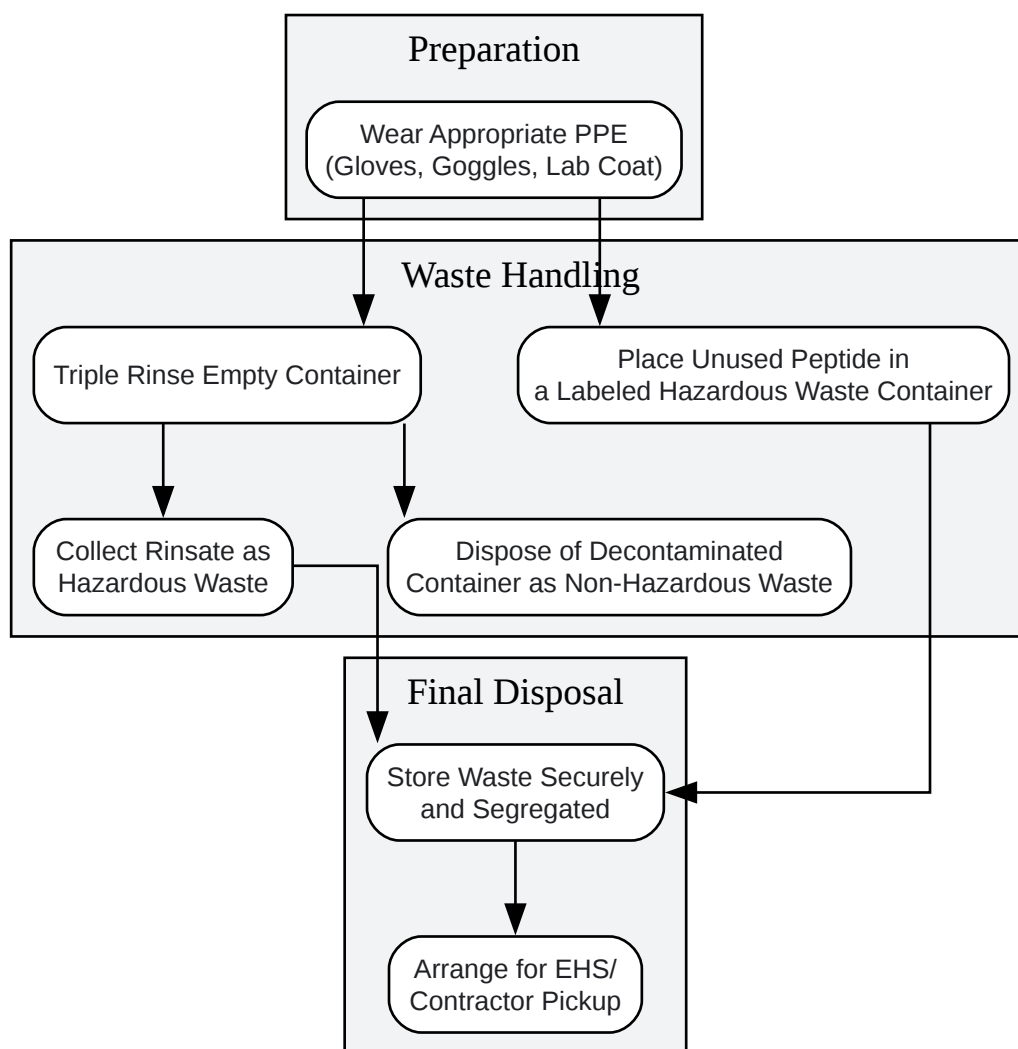 Preparation
Wear Appropriate PPE
(Gloves, Goggles, Lab Coat)
Waste Handling
Triple Rinse Empty Container
Place Unused Peptide in
a Labeled Hazardous Waste Container
Collect Rinsate as
Hazardous Waste
Dispose of Decontaminated
Container as Non-Hazardous Waste
Final Disposal
Store Waste Securely
and Segregated
Arrange for EHS/
Contractor Pickup